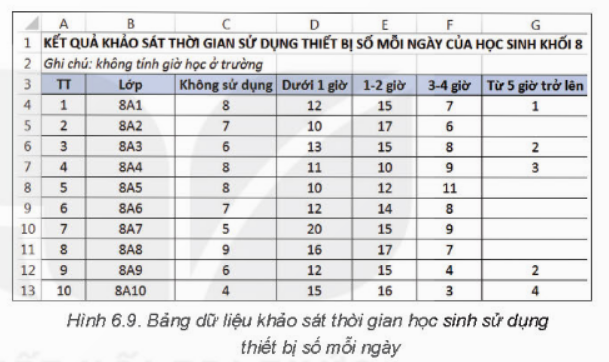 A B C D E F G
1 KẾT QUẢ KHẢO SÁT THỜI GIAN SỬ DỤNG THIẾT BỊ SỐ MỖI NGÀY CỦA HỌC SINH KHỐI 8
2 Ghi chú: không tính giờ học ở trường
3 TT Lớp Không sử dụng Dưới 1 giờ 1-2 giờ 3-4 giờ Từ 5 giờ trở lên
4 1 8A1 8 12 15 7 1
5 2 8A2 7 10 17 6
6 3 8A3 6 13 15 8 2
7 4 8A4 8 11 10 9 3
8 5 8A5 8 10 12 11
9 6 8A6 7 12 14 8
10 7 8A7 5 20 15 9
11 8 8A8 9 16 17 7
12 9 8A9 6 12 15 4 2
13 10 8A10 4 15 16 3 4
Hình 6.9. Bảng dữ liệu khảo sát thời gian học sinh sử dụng
thiết bị số mỗi ngày